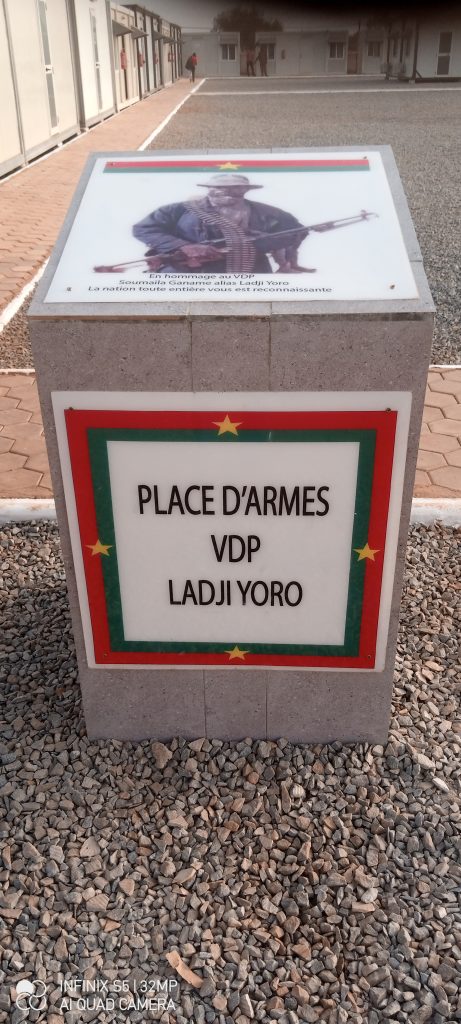 En hommage au VDP
Soumaila Ganame alias Ladji Yoro
La nation toute entière vous est reconnaissante
PLACE D'ARMES
VDP
LADJI YORO
INFINIX S5 | 32MP
AI QUAD CAMERA